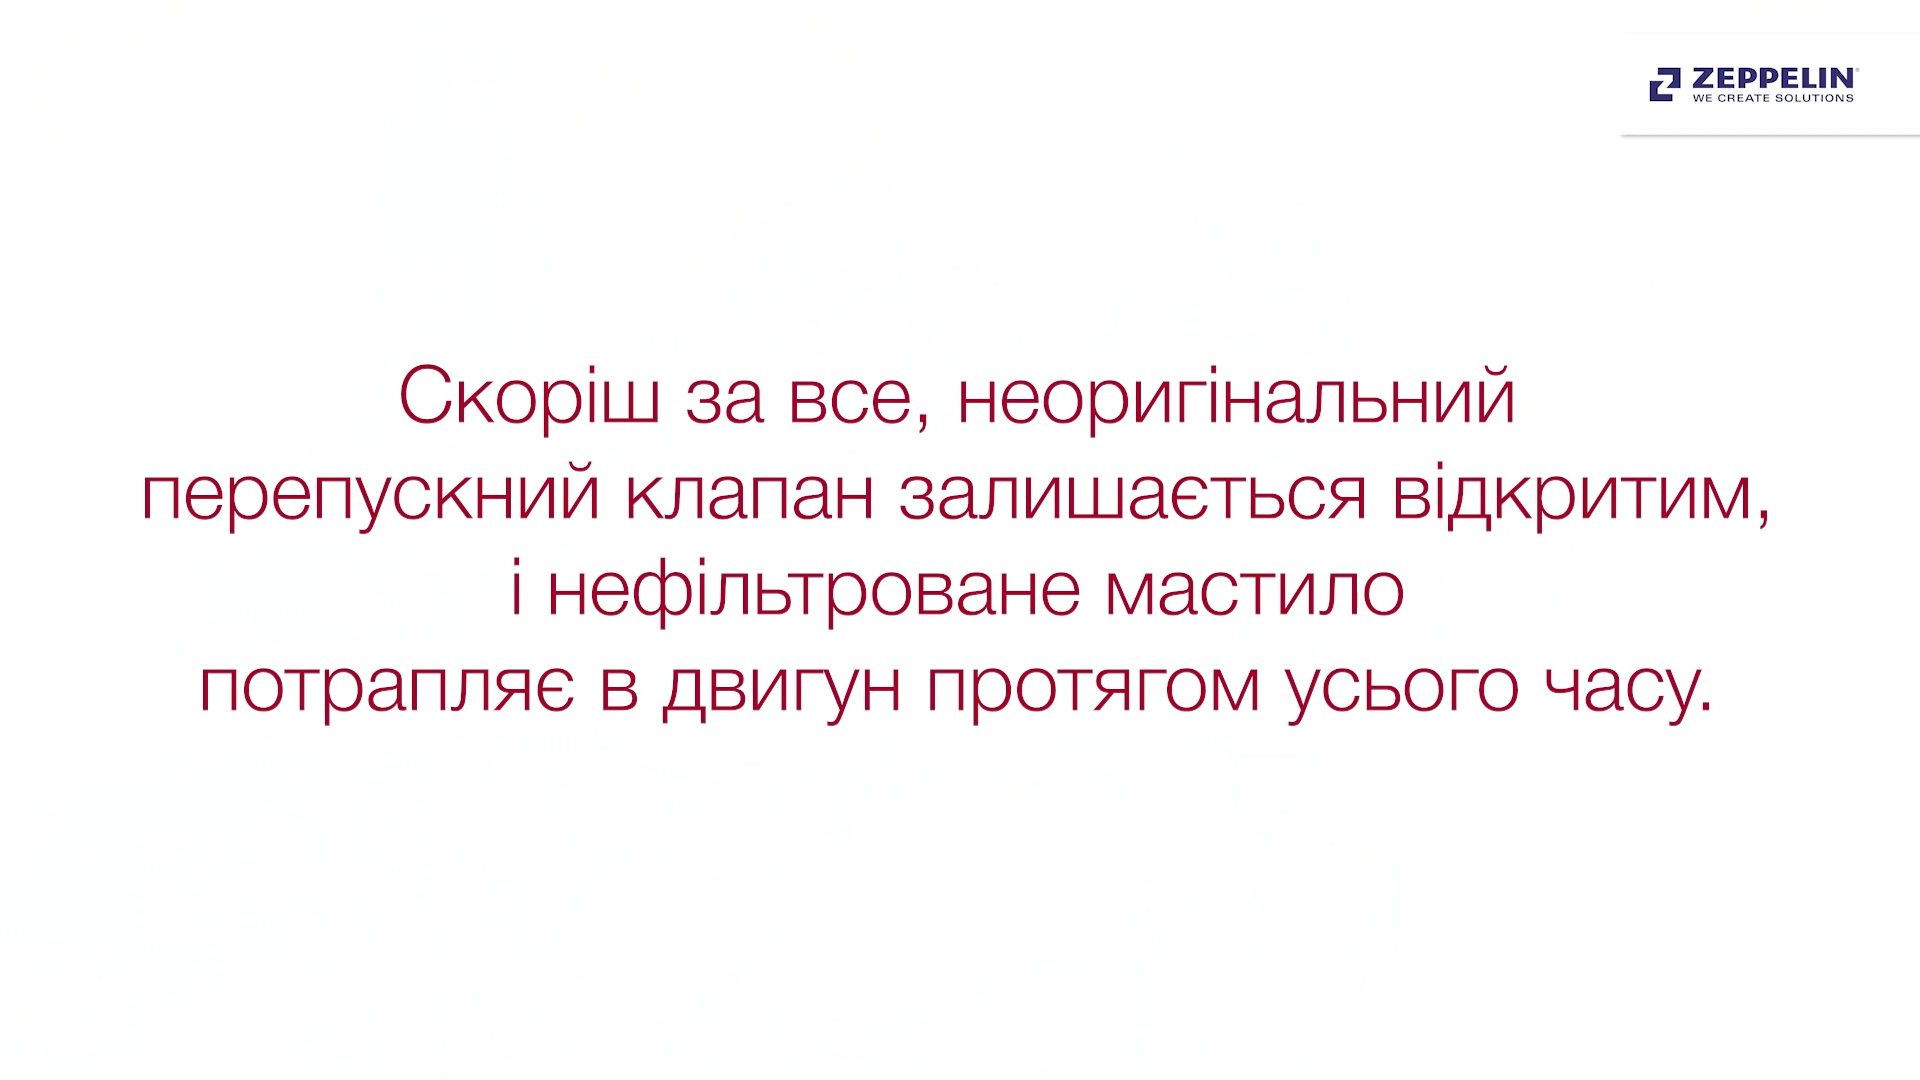 ZEPPELIN
WE CREATE SOLUTIONS
Скоріш за все, неоригінальний
перепускний клапан залишається відкритим,
і нефільтроване мастило
потрапляє в двигун протягом усього часу.